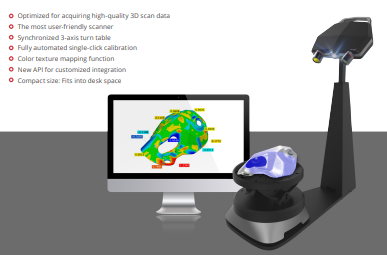 Optimized for acquiring high-quality 3D scan data
The most user-friendly scanner
Synchronized 3-axis turn table
Fully automated single-click calibration
Color texture mapping function
New API for customized integration
Compact size: Fits into desk space